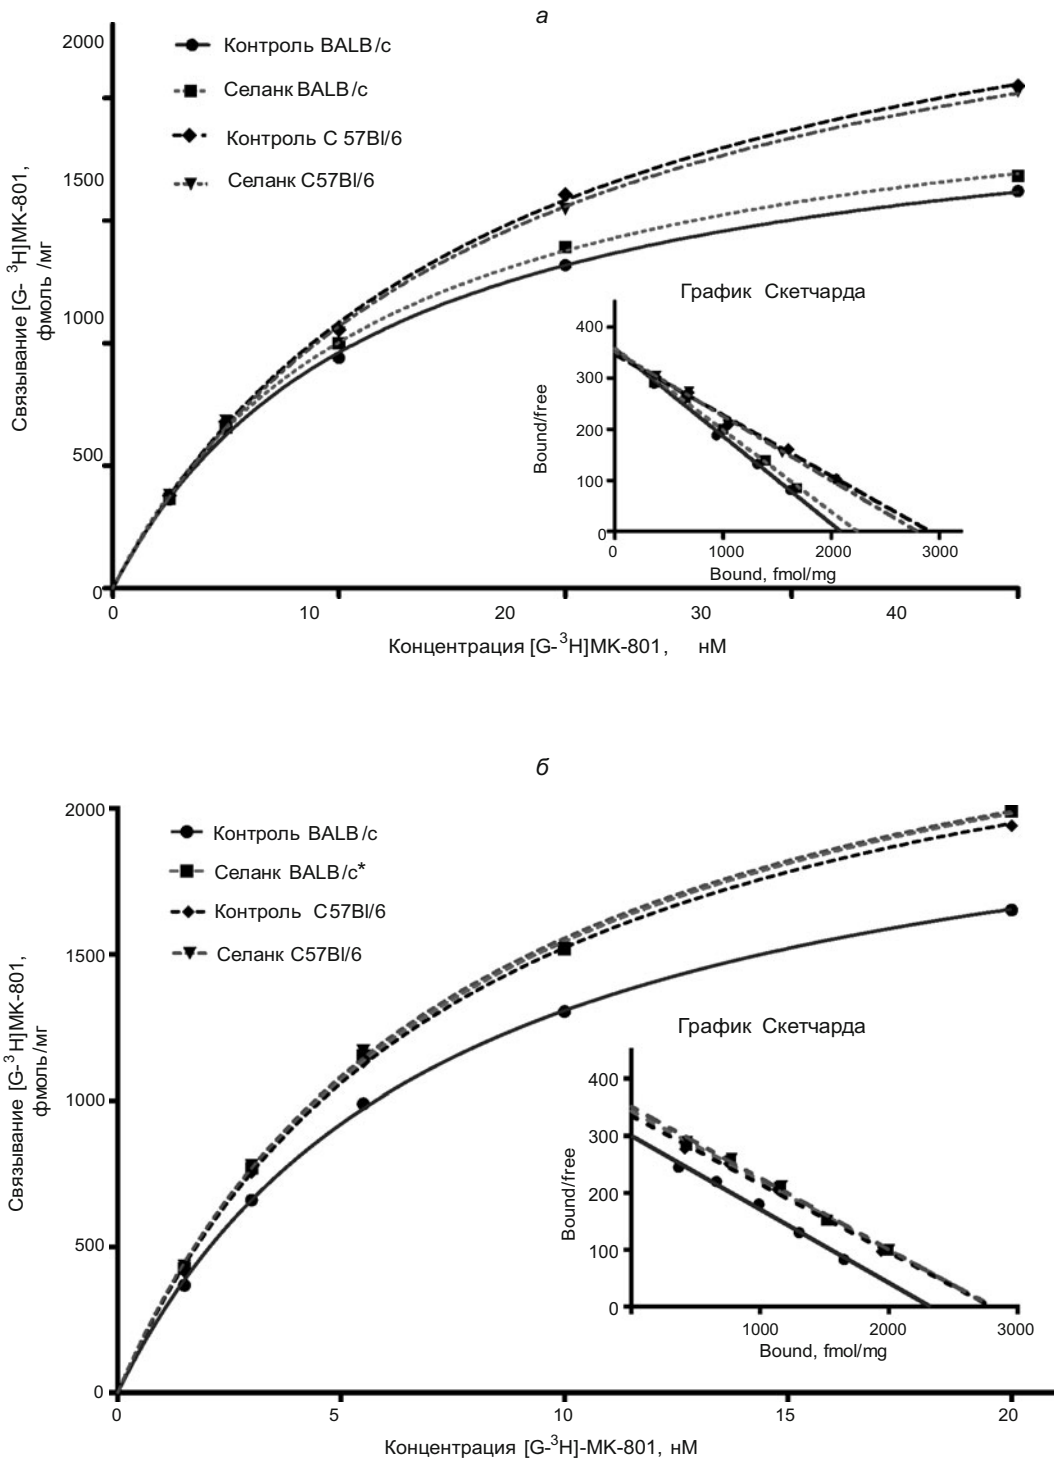 а
2000
1500
1000
500
0
Связывание [G- ³H]MK-801,
фмоль /мг
Контроль BALB/c
Селанк BALB/c
Контроль C 57Bl/6
Селанк C57Bl/6
График Скетчарда
400
300
200
100
0
Bound/free
0 1000 2000 3000
Bound, fmol/mg
0 10 20 30 40
Концентрация [G-³H]MK-801, нМ
б
2000
1500
1000
500
0
Связывание [G-³H]MK-801,
фмоль/мг
Контроль BALB/c
Селанк BALB/c*
Контроль C57Bl/6
Селанк C57Bl/6
График Скетчарда
400
300
200
100
0
Bound/free
1000 2000 3000
Bound, fmol/mg
0 5 10 15 20
Концентрация [G-³H]-MK-801, нМ